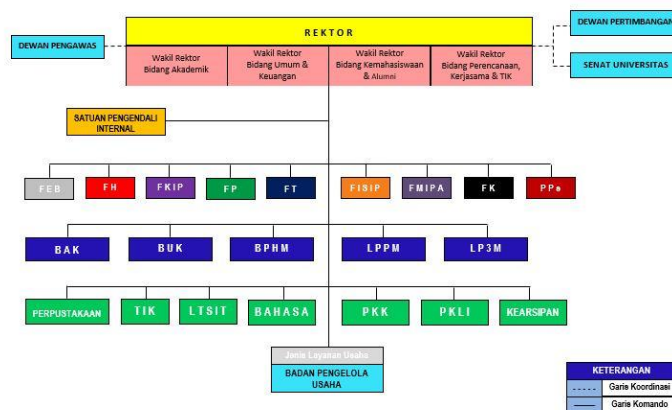 REKTOR
DEWAN PENGAWAS
DEWAN PERTIMBANGAN
SENAT UNIVERSITAS
Wakil Rektor
Bidang Akademik
Wakil Rektor
Bidang Umum &
Keuangan
Wakil Rektor
Bidang Kemahasiswaan
& Alumni
Wakil Rektor
Bidang Perencanaan,
Kerjasama & TIK
SATUAN PENGENDALI
INTERNAL
FEB
FH
FKIP
FP
FT
FISIP
FMIPA
FK
PPs
BAK
BUK
BPHM
LPPM
LP3M
PERPUSTAKAAN
TIK
LTSIT
BAHASA
PKK
PKLI
KEARSIPAN
Jenis Layanan Usaha
BADAN PENGELOLA
USAHA
KETERANGAN
Garis Koordinasi
Garis Komando